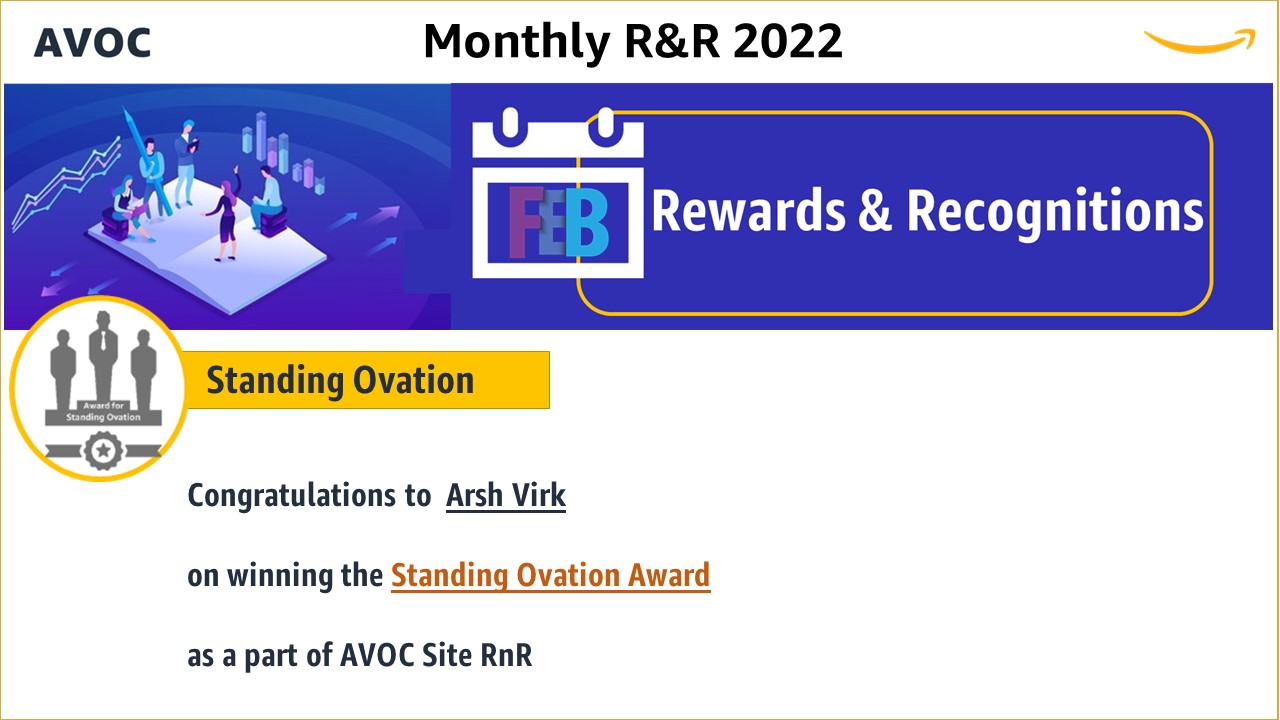 AVOC
Monthly R&R 2022
FEB
Rewards & Recognitions
Award for
Standing Ovation
Standing Ovation
Congratulations to Arsh Virk
on winning the Standing Ovation Award
as a part of AVOC Site RnR